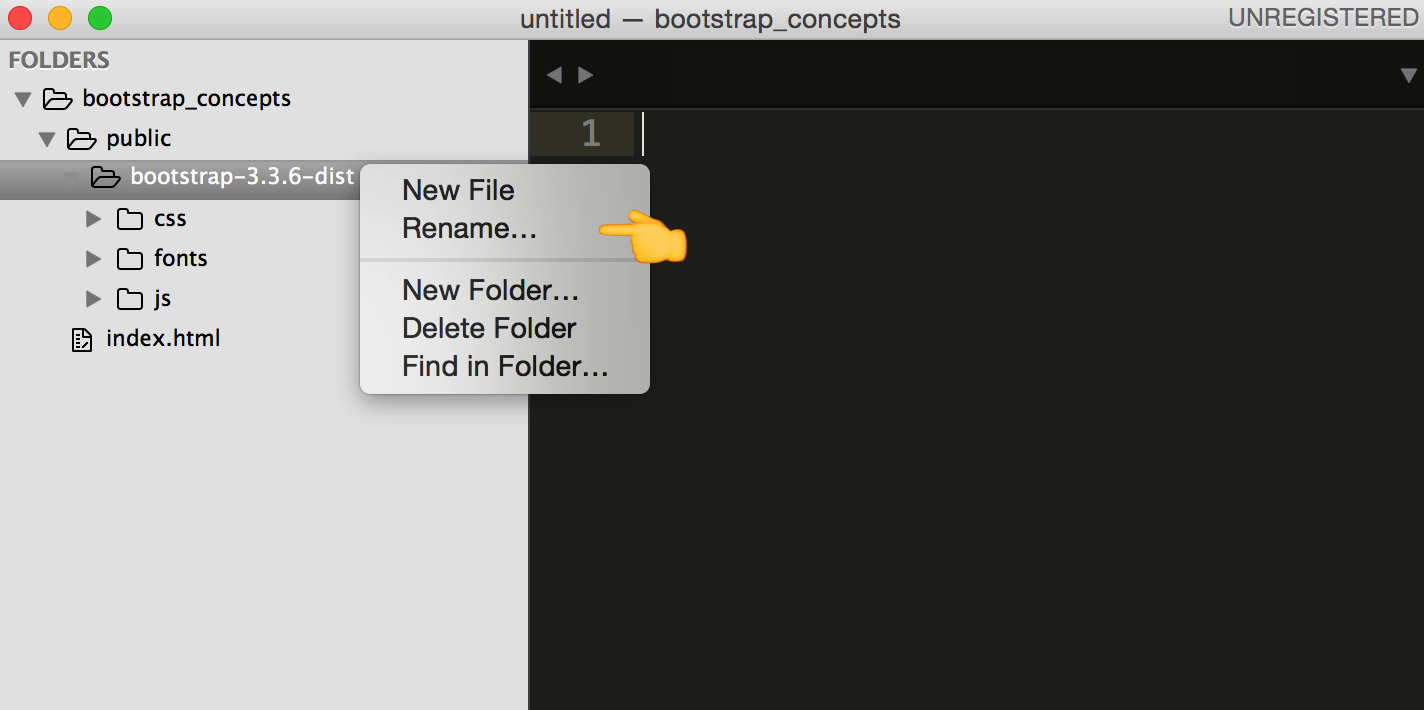 untitled — bootstrap_concepts
UNREGISTERED
FOLDERS
bootstrap_concepts
public
bootstrap-3.3.6-dist
css
fonts
js
index.html
1
New File
Rename...
New Folder...
Delete Folder
Find in Folder...